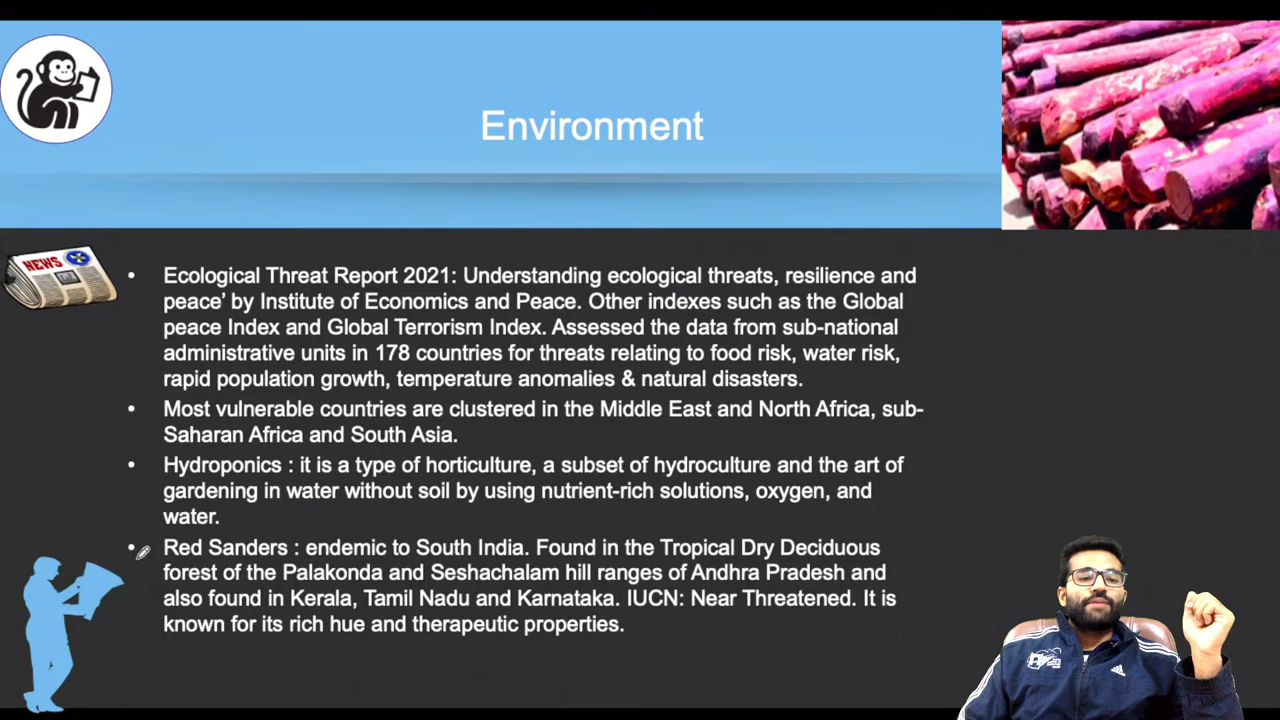 Environment
NEWS
• Ecological Threat Report 2021: Understanding ecological threats, resilience and
peace’ by Institute of Economics and Peace. Other indexes such as the Global
peace Index and Global Terrorism Index. Assessed the data from sub-national
administrative units in 178 countries for threats relating to food risk, water risk,
rapid population growth, temperature anomalies & natural disasters.
• Most vulnerable countries are clustered in the Middle East and North Africa, sub-
Saharan Africa and South Asia.
• Hydroponics : it is a type of horticulture, a subset of hydroculture and the art of
gardening in water without soil by using nutrient-rich solutions, oxygen, and
water.
• Red Sanders : endemic to South India. Found in the Tropical Dry Deciduous
forest of the Palakonda and Seshachalam hill ranges of Andhra Pradesh and
also found in Kerala, Tamil Nadu and Karnataka. IUCN: Near Threatened. It is
known for its rich hue and therapeutic properties.